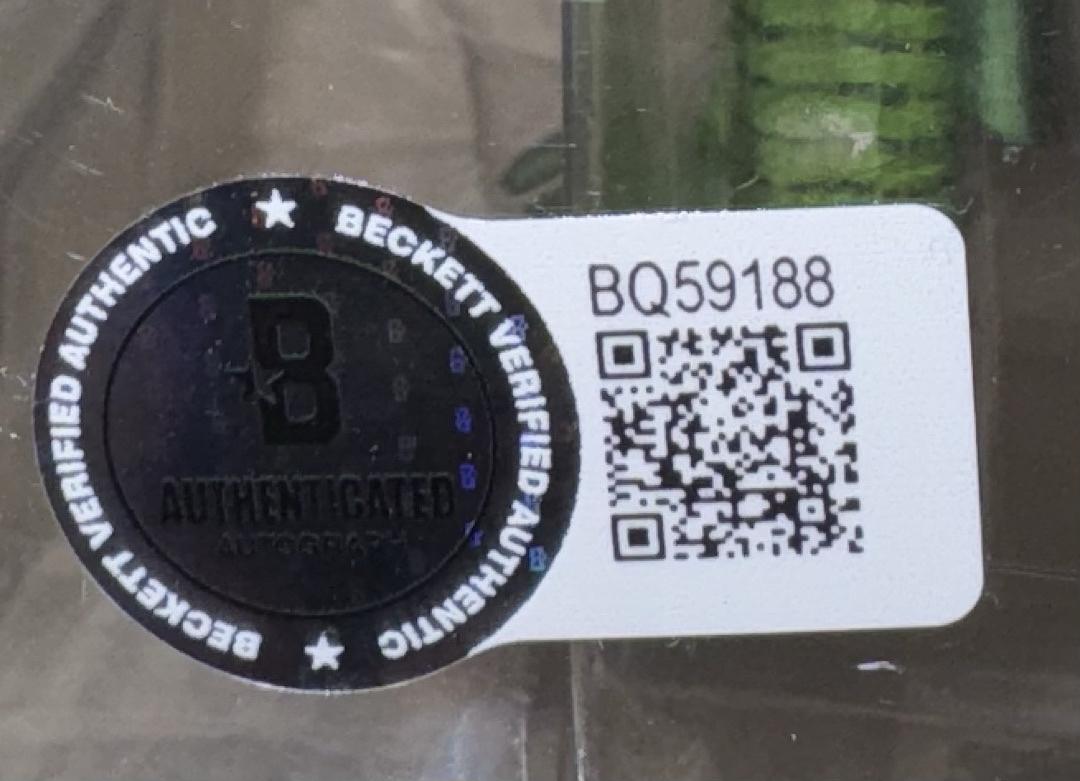 BECKETT VERIFIED AUTHENTIC ★ BECKETT VERIFIED AUTHENTIC ★
B
AUTHENTICATED
AUTOGRAPH
BQ59188